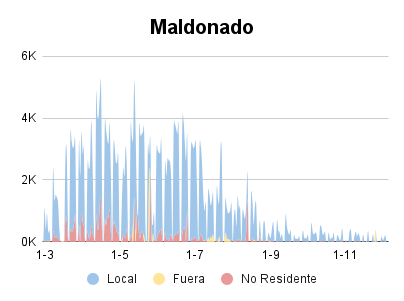 Maldonado
6K
4K
2K
0K
1-3 1-5 1-7 1-9 1-11
Local Fuera No Residente